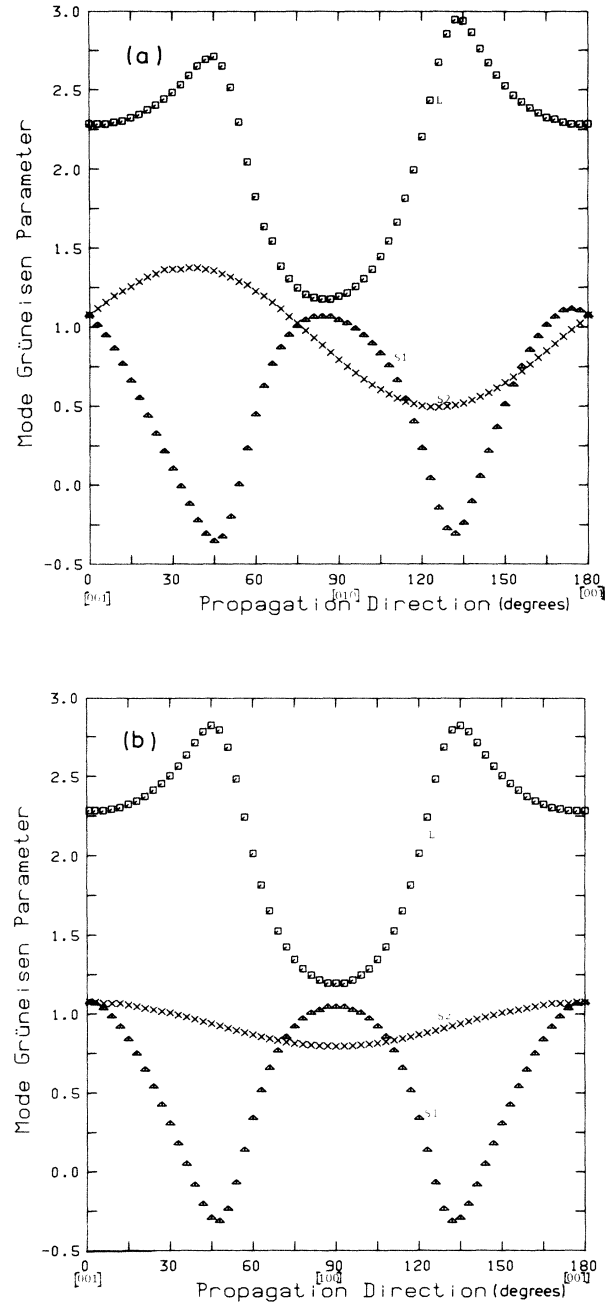 (a)
3.0
2.5
2.0
1.5
1.0
0.5
0.0
-0.5
Mode Grüneisen Parameter
L
S1
S2
0 30 60 90 120 150 180
[001] [010] [001]
Propagation Direction (degrees)
(b)
3.0
2.5
2.0
1.5
1.0
0.5
0.0
-0.5
Mode Grüneisen Parameter
L
S2
S1
0 30 60 90 120 150 180
[001] [100] [001]
Propagation Direction (degrees)